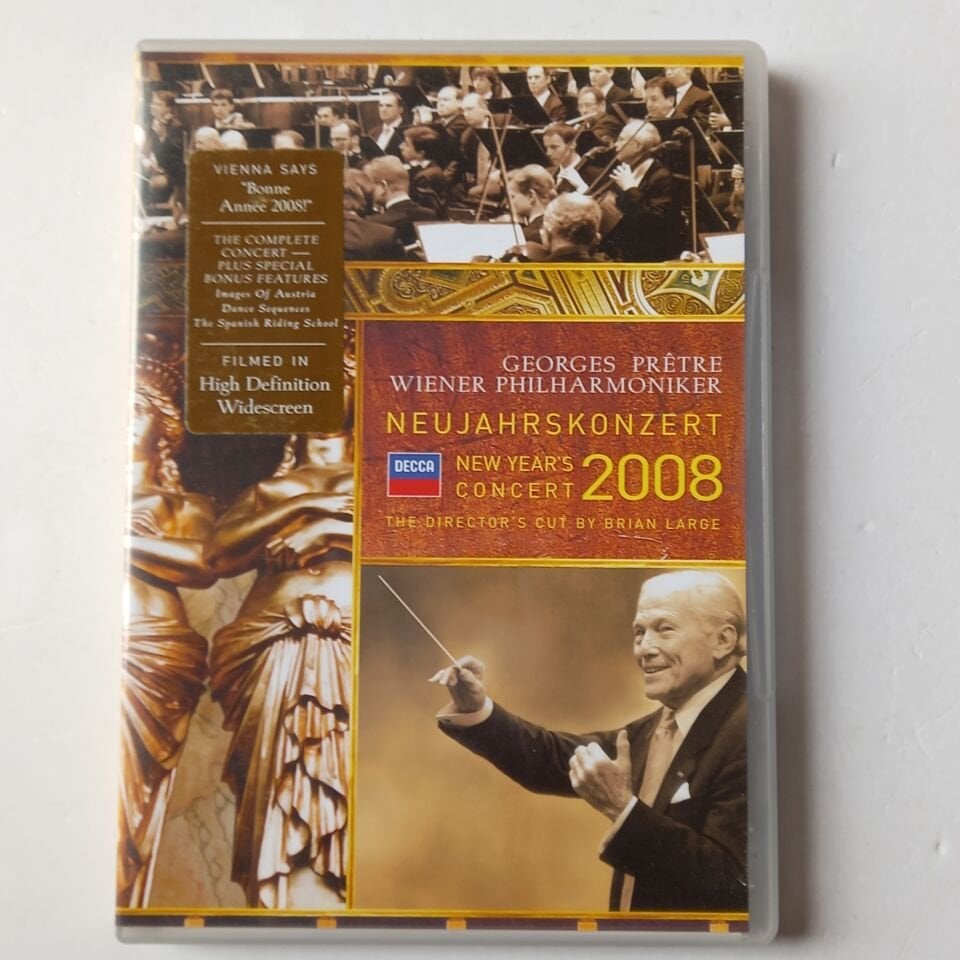 VIENNA SAYS
"Bonne
Année 2008!"
THE COMPLETE
CONCERT —
PLUS SPECIAL
BONUS FEATURES
Images Of Austria
Dance Sequences
The Spanish Riding School
FILMED IN
High Definition
Widescreen
GEORGES PRÊTRE
WIENER PHILHARMONIKER
NEUJAHRSKONZERT
DECCA
NEW YEAR'S
CONCERT 2008
THE DIRECTOR'S CUT BY BRIAN LARGE